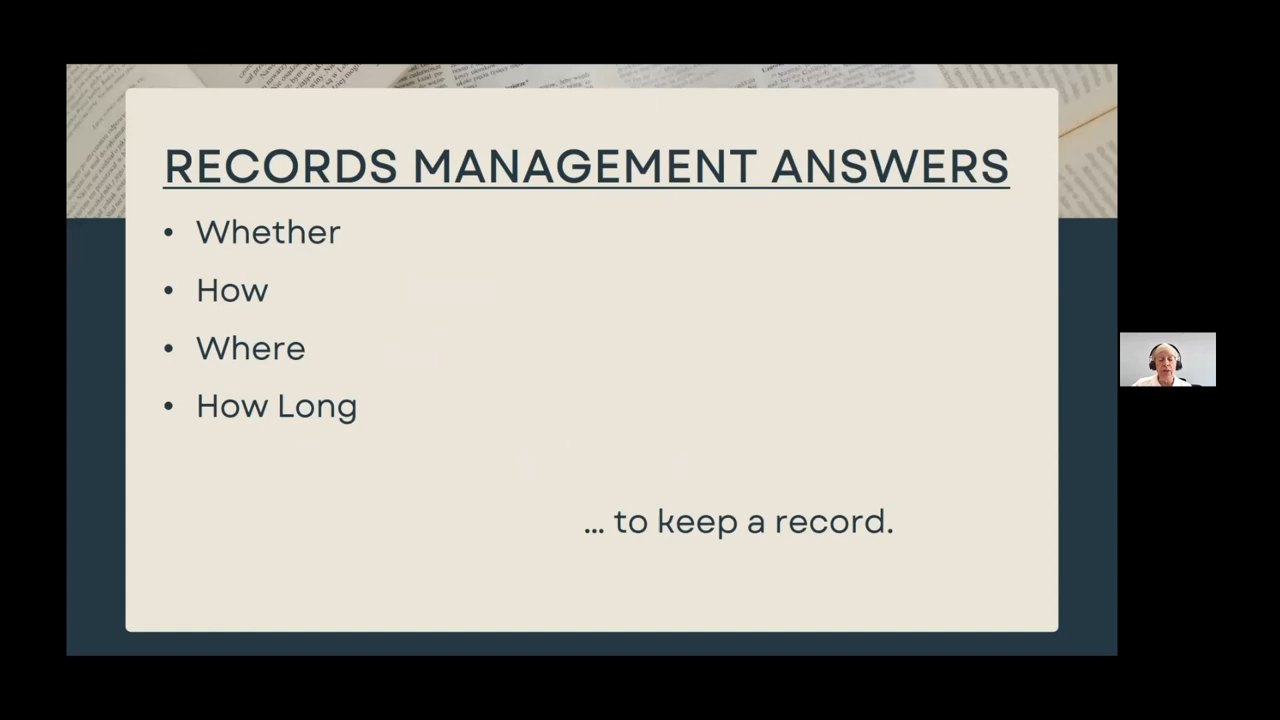 RECORDS MANAGEMENT ANSWERS
• Whether
• How
• Where
• How Long
... to keep a record.